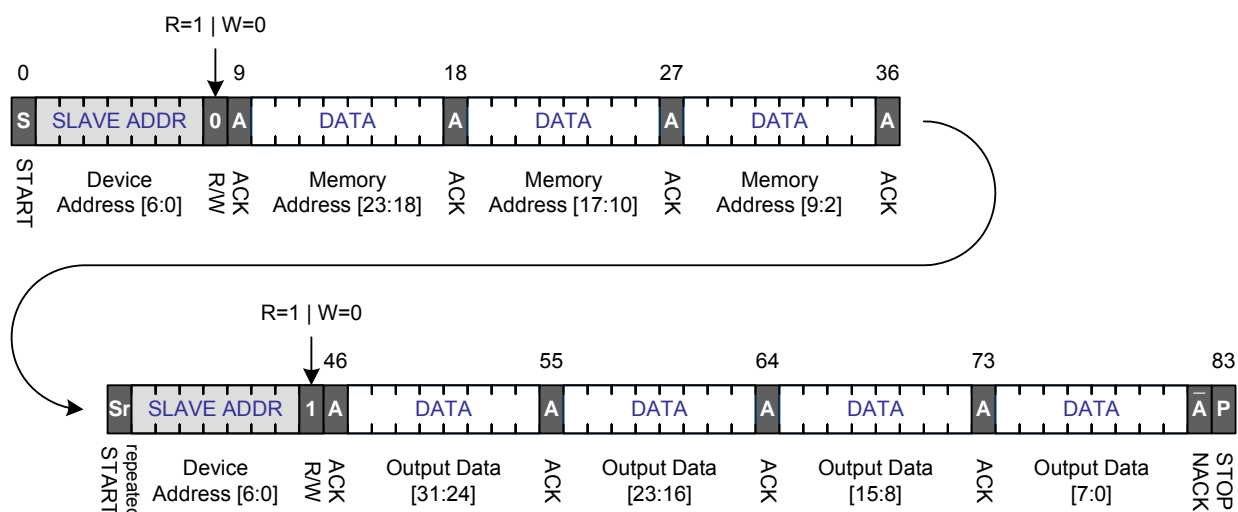 R=1 | W=0
0 9 18 27 36
S SLAVE ADDR 0 A DATA A DATA A DATA A
START Device Address [6:0] R/W ACK Memory Address [23:18] ACK Memory Address [17:10] ACK Memory Address [9:2] ACK
R=1 | W=0
46 55 64 73 83
Sr SLAVE ADDR 1 A DATA A DATA A DATA A DATA A̅ P
repeated START Device Address [6:0] R/W ACK Output Data [31:24] ACK Output Data [23:16] ACK Output Data [15:8] ACK Output Data [7:0] NACK STOP